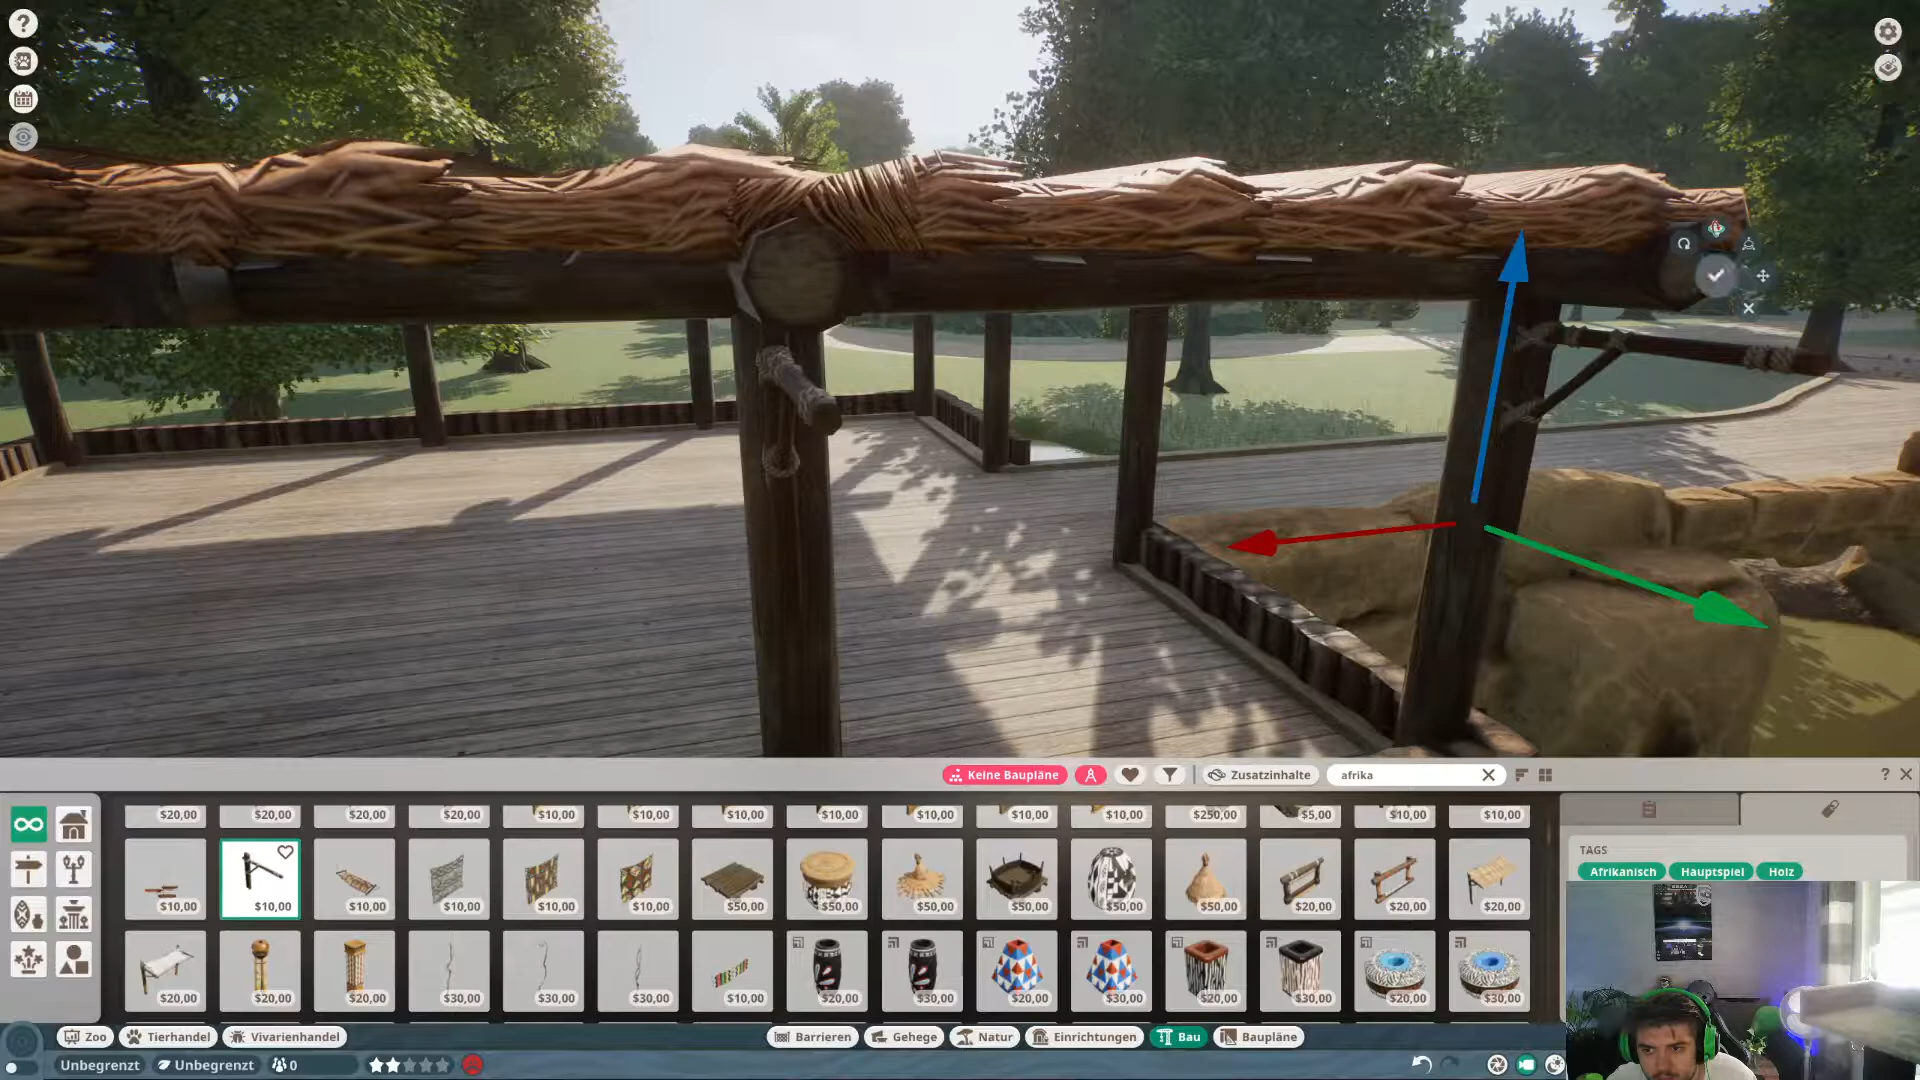 Keine Baupläne
Zusatzinhalte
afrika
$20,00 $20,00 $20,00 $20,00 $10,00 $10,00 $10,00 $10,00 $10,00 $10,00 $10,00 $250,00 $5,00 $10,00 $10,00
$10,00 $10,00 $10,00 $10,00 $10,00 $10,00 $50,00 $50,00 $50,00 $50,00 $50,00 $50,00 $20,00 $20,00 $20,00
$20,00 $20,00 $20,00 $30,00 $30,00 $30,00 $10,00 $20,00 $30,00 $20,00 $30,00 $20,00 $30,00 $20,00 $30,00
TAGS
Afrikanisch Hauptspiel Holz
Zoo Tierhandel Vivarienhandel Barrieren Gehege Natur Einrichtungen Bau Baupläne
Unbegrenzt Unbegrenzt 0